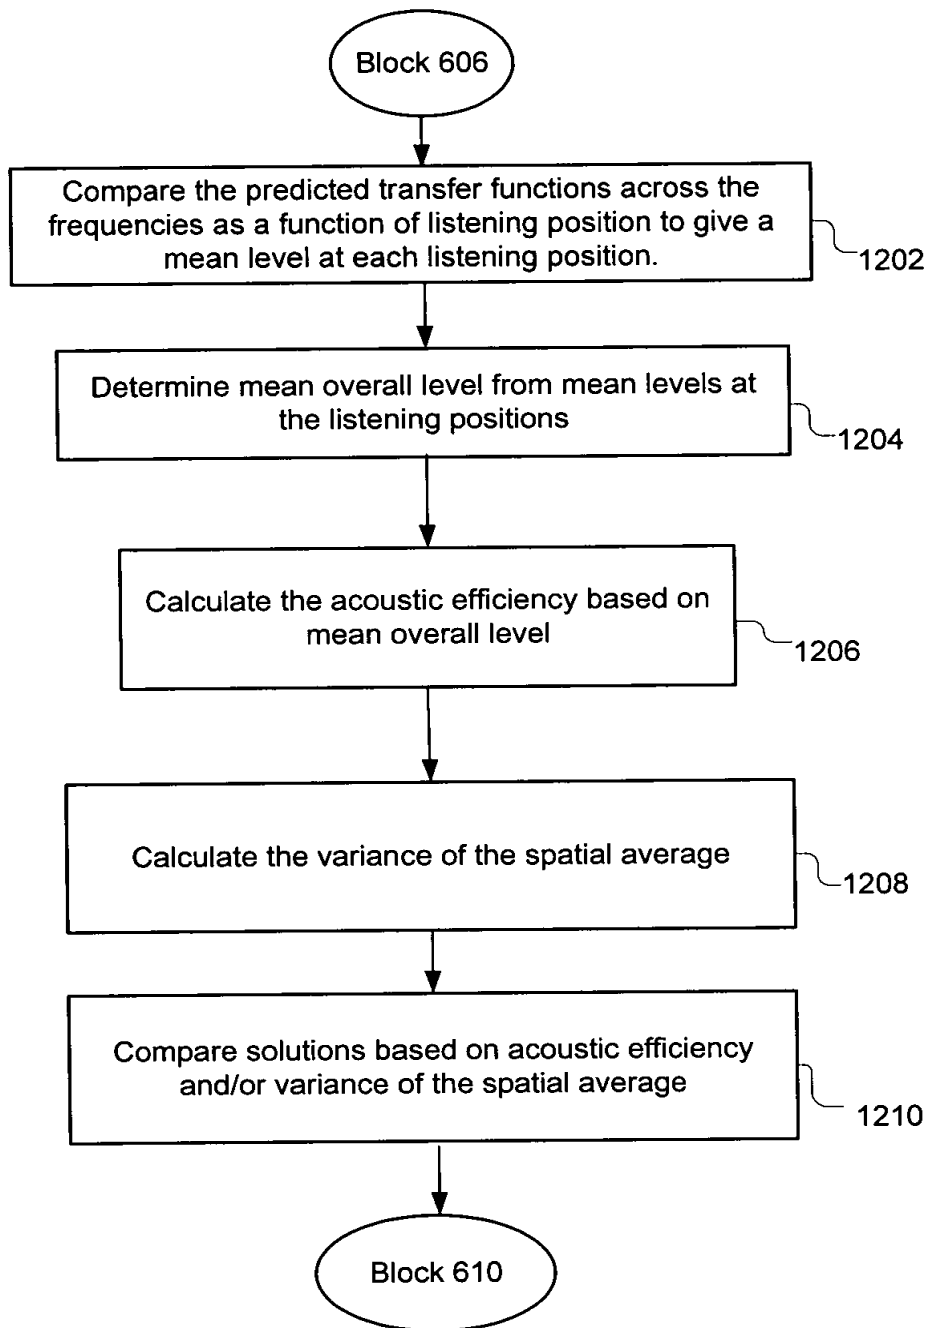 Block 606
Compare the predicted transfer functions across the
frequencies as a function of listening position to give a
mean level at each listening position.
1202
Determine mean overall level from mean levels at
the listening positions
1204
Calculate the acoustic efficiency based on
mean overall level
1206
Calculate the variance of the spatial average
1208
Compare solutions based on acoustic efficiency
and/or variance of the spatial average
1210
Block 610